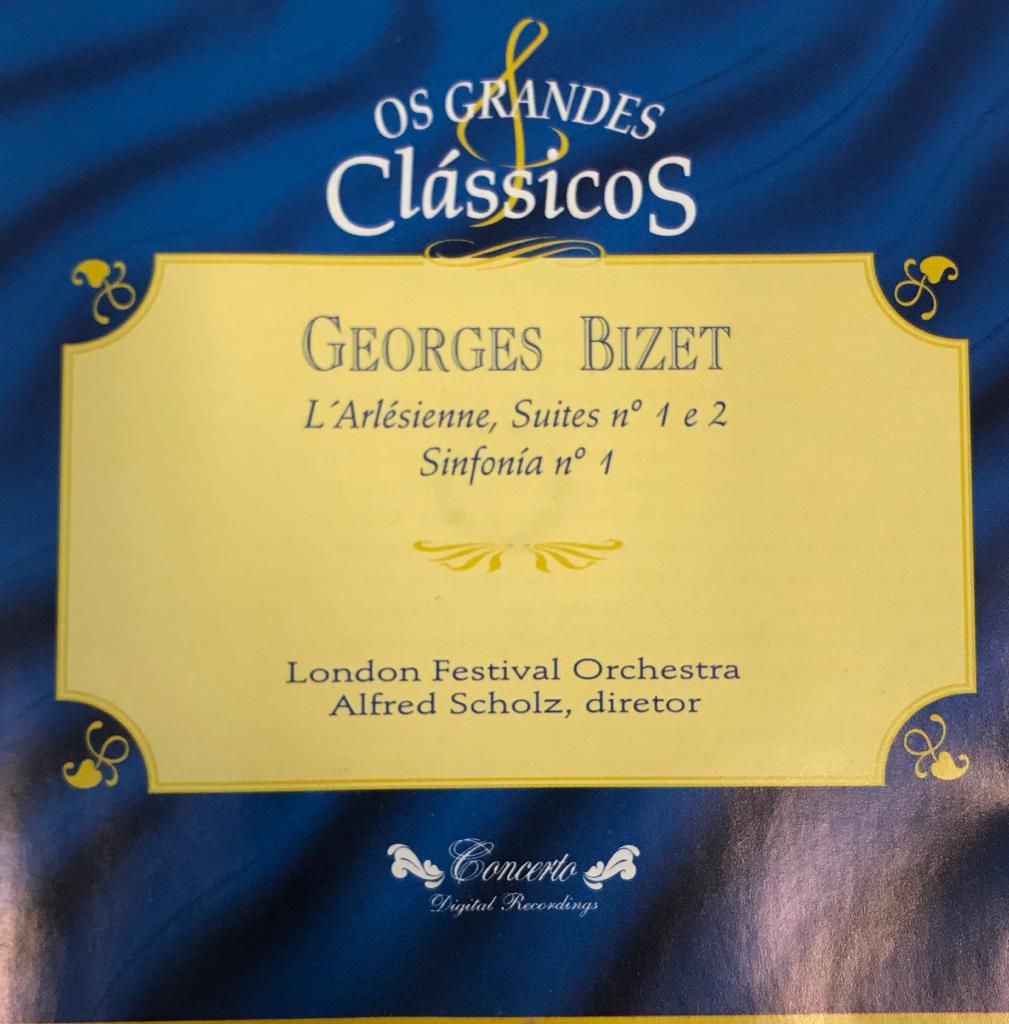 OS GRANDES
ClássicoS
GEORGES BIZET
L´Arlésienne, Suites nº 1 e 2
Sinfonía nº 1
London Festival Orchestra
Alfred Scholz, diretor
Concerto
Digital Recordings